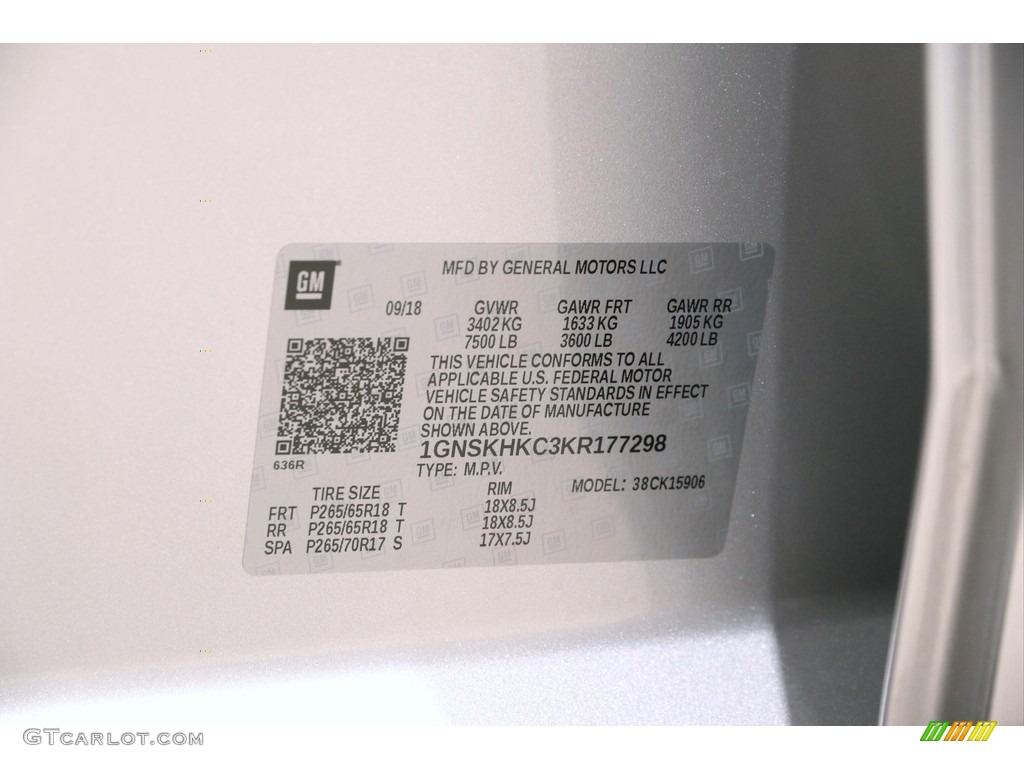 GM
MFD BY GENERAL MOTORS LLC
09/18 GVWR GAWR FRT GAWR RR
3402 KG 1633 KG 1905 KG
7500 LB 3600 LB 4200 LB
THIS VEHICLE CONFORMS TO ALL
APPLICABLE U.S. FEDERAL MOTOR
VEHICLE SAFETY STANDARDS IN EFFECT
ON THE DATE OF MANUFACTURE
SHOWN ABOVE.
1GNSKHKC3KR177298
636R
TYPE: M.P.V. MODEL: 38CK15906
TIRE SIZE RIM
FRT P265/65R18 T 18X8.5J
RR P265/65R18 T 18X8.5J
SPA P265/70R17 S 17X7.5J
GTcarlot.com